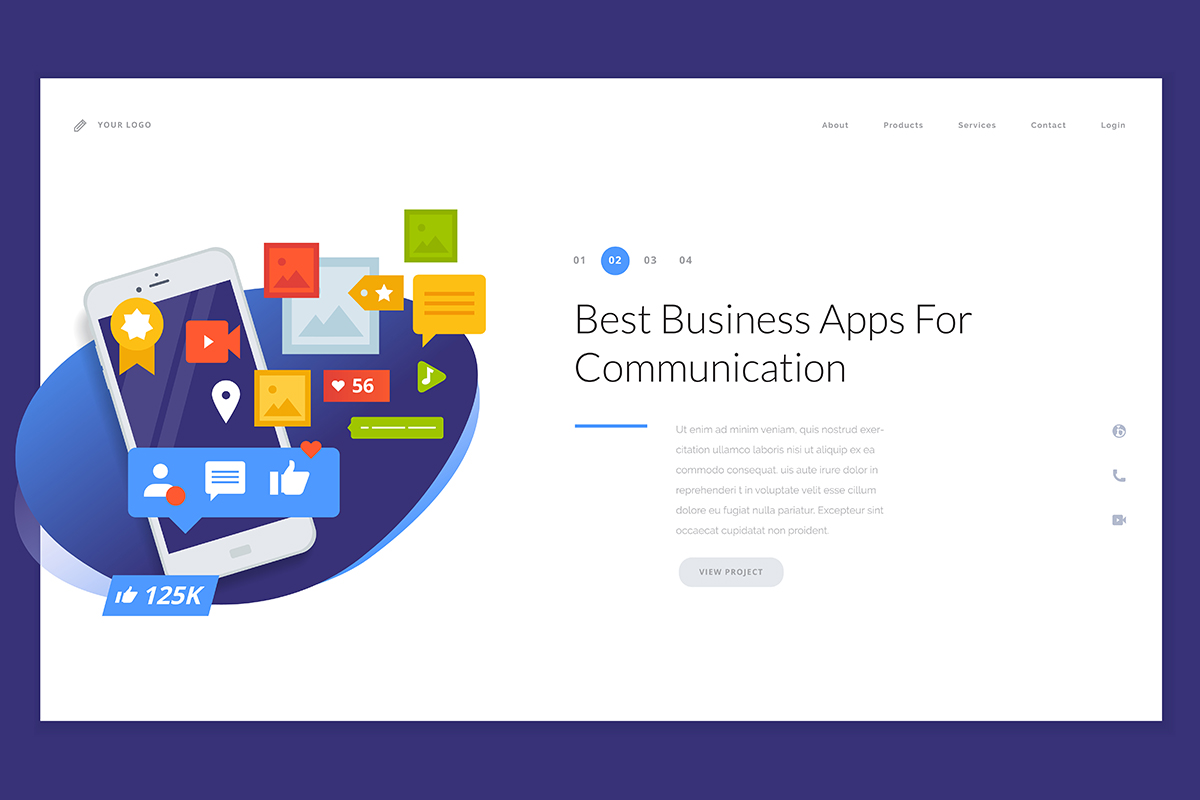 YOUR LOGO
About Products Services Contact Login
01 02 03 04
Best Business Apps For
Communication
Ut enim ad minim veniam, quis nostrud exer-
citation ullamco laboris nisi ut aliquip ex ea
commodo consequat. uis aute irure dolor in
reprehenderi t in voluptate velit esse cillum
dolore eu fugiat nulla pariatur. Excepteur sint
occaecat cupidatat non proident.
VIEW PROJECT
56
125K